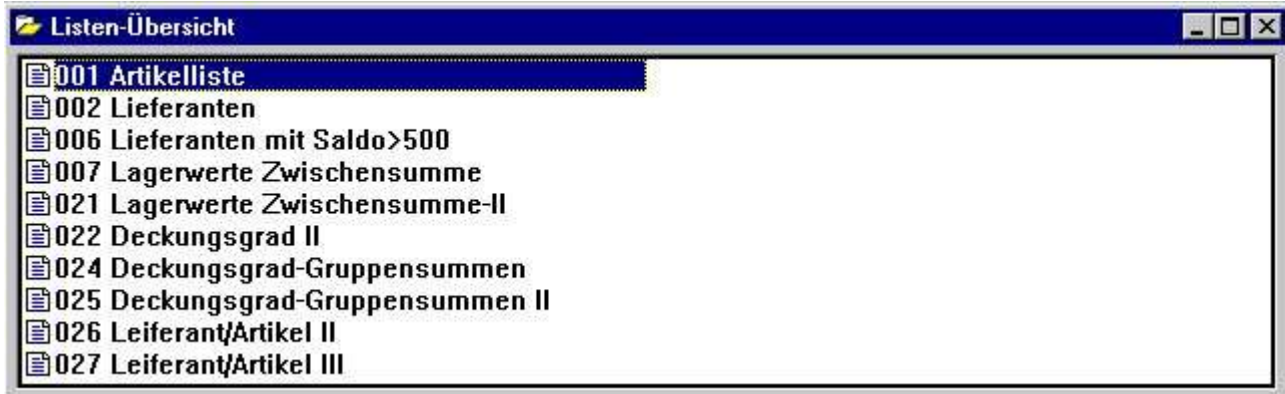 Listen-Übersicht
001 Artikelliste
002 Lieferanten
006 Lieferanten mit Saldo>500
007 Lagerwerte Zwischensumme
021 Lagerwerte Zwischensumme-II
022 Deckungsgrad II
024 Deckungsgrad-Gruppensummen
025 Deckungsgrad-Gruppensummen II
026 Leiferant/Artikel II
027 Leiferant/Artikel III